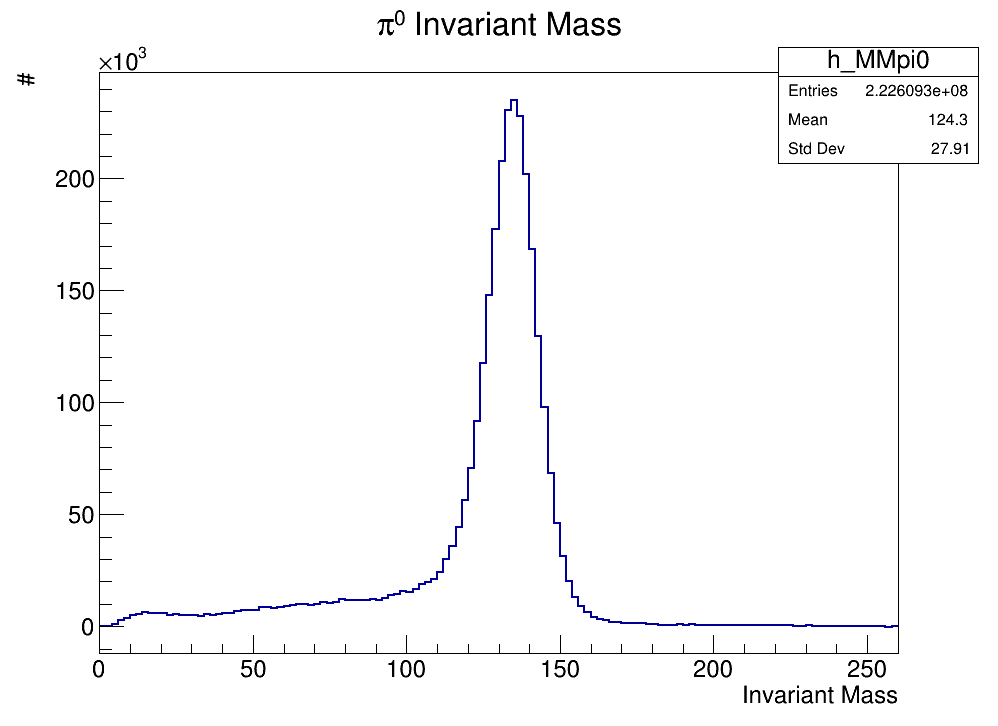 π⁰ Invariant Mass
×10³
#
h_MMpi0
Entries 2.226093e+08
Mean 124.3
Std Dev 27.91
200
150
100
50
0
0 50 100 150 200 250
Invariant Mass